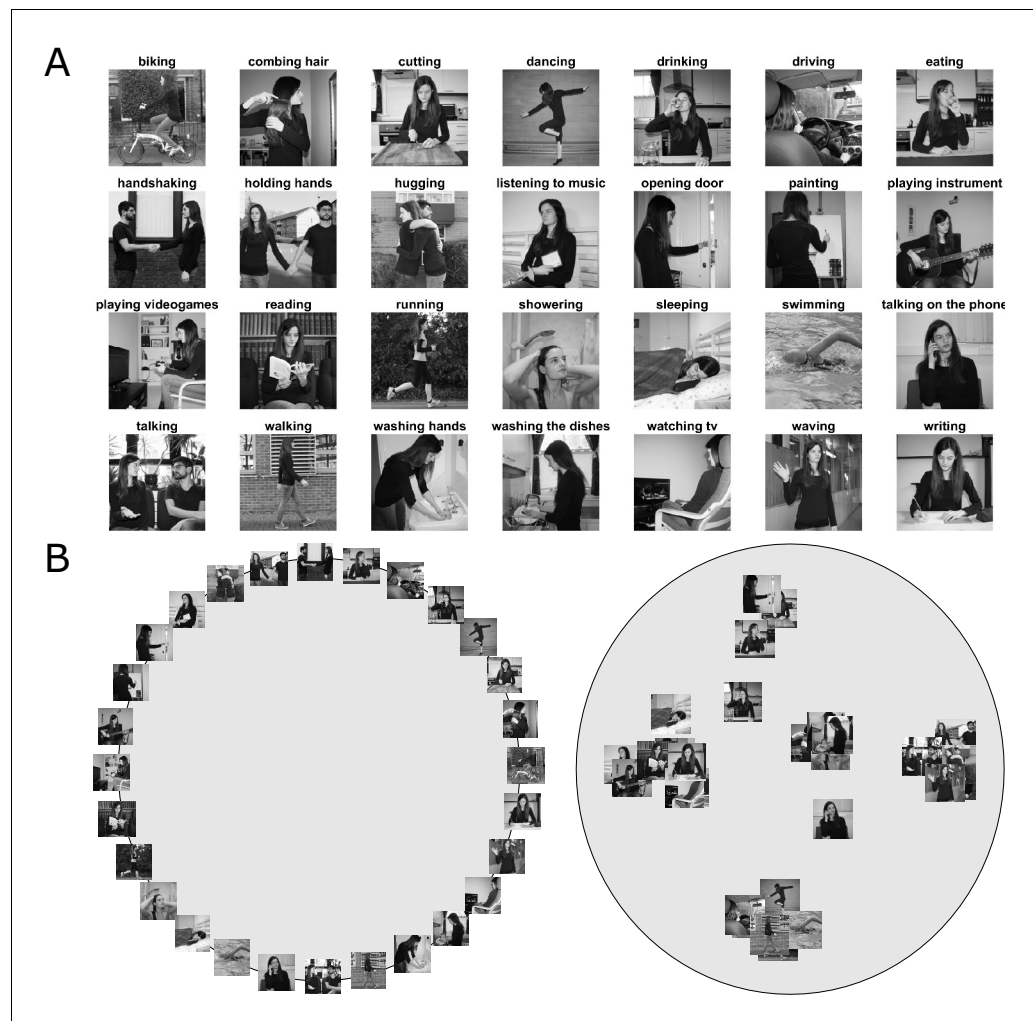 A
biking combing hair cutting dancing drinking driving eating
handshaking holding hands hugging listening to music opening door painting playing instrument
playing videogames reading running showering sleeping swimming talking on the phone
talking walking washing hands washing the dishes watching tv waving writing
B